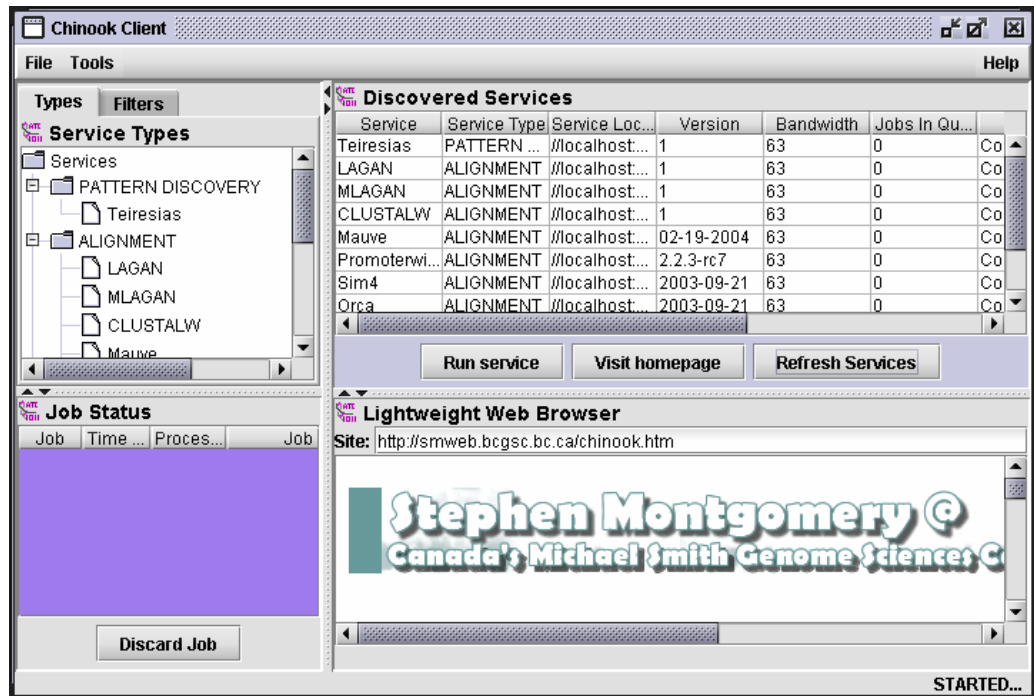 Chinook Client
File Tools Help
Types Filters
Service Types
Services
PATTERN DISCOVERY
Teiresias
ALIGNMENT
LAGAN
MLAGAN
CLUSTALW
Mauve
Discovered Services
Service Service Type Service Loc... Version Bandwidth Jobs In Qu...
Teiresias PATTERN ... //localhost:... 1 63 0 Co
LAGAN ALIGNMENT //localhost:... 1 63 0 Co
MLAGAN ALIGNMENT //localhost:... 1 63 0 Co
CLUSTALW ALIGNMENT //localhost:... 1 63 0 Co
Mauve ALIGNMENT //localhost:... 02-19-2004 63 0 Co
Promoterwi... ALIGNMENT //localhost:... 2.2.3-rc7 63 0 Co
Sim4 ALIGNMENT //localhost:... 2003-09-21 63 0 Co
Orca ALIGNMENT //localhost:... 2003-09-21 63 0 Co
Run service Visit homepage Refresh Services
Job Status
Job Time ... Proces... Job
Discard Job
Lightweight Web Browser
Site: http://smweb.bcgsc.bc.ca/chinook.htm
Stephen Montgomery @
Canada's Michael Smith Genome Sciences C
STARTED...